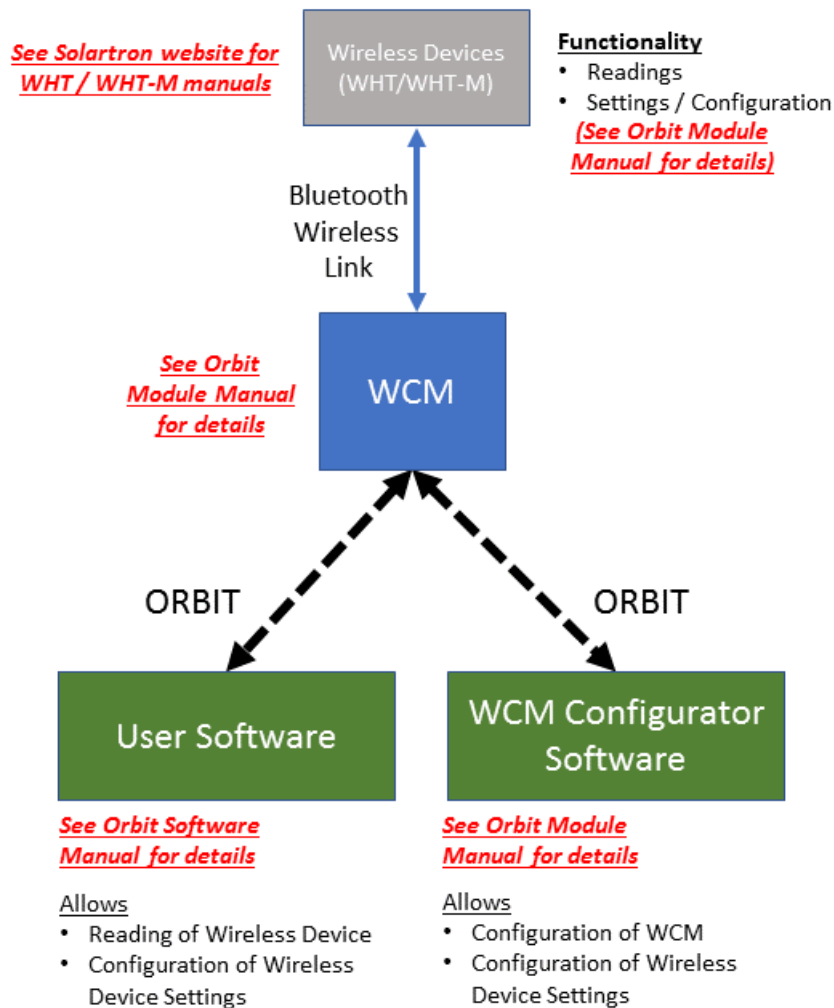 See Solartron website for
WHT / WHT-M manuals
Wireless Devices
(WHT/WHT-M)
Functionality
• Readings
• Settings / Configuration
(See Orbit Module
Manual for details)
Bluetooth
Wireless
Link
See Orbit
Module Manual
for details
WCM
ORBIT
ORBIT
User Software
WCM Configurator
Software
See Orbit Software
Manual for details
Allows
• Reading of Wireless Device
• Configuration of Wireless
Device Settings
See Orbit Module
Manual for details
Allows
• Configuration of WCM
• Configuration of Wireless
Device Settings